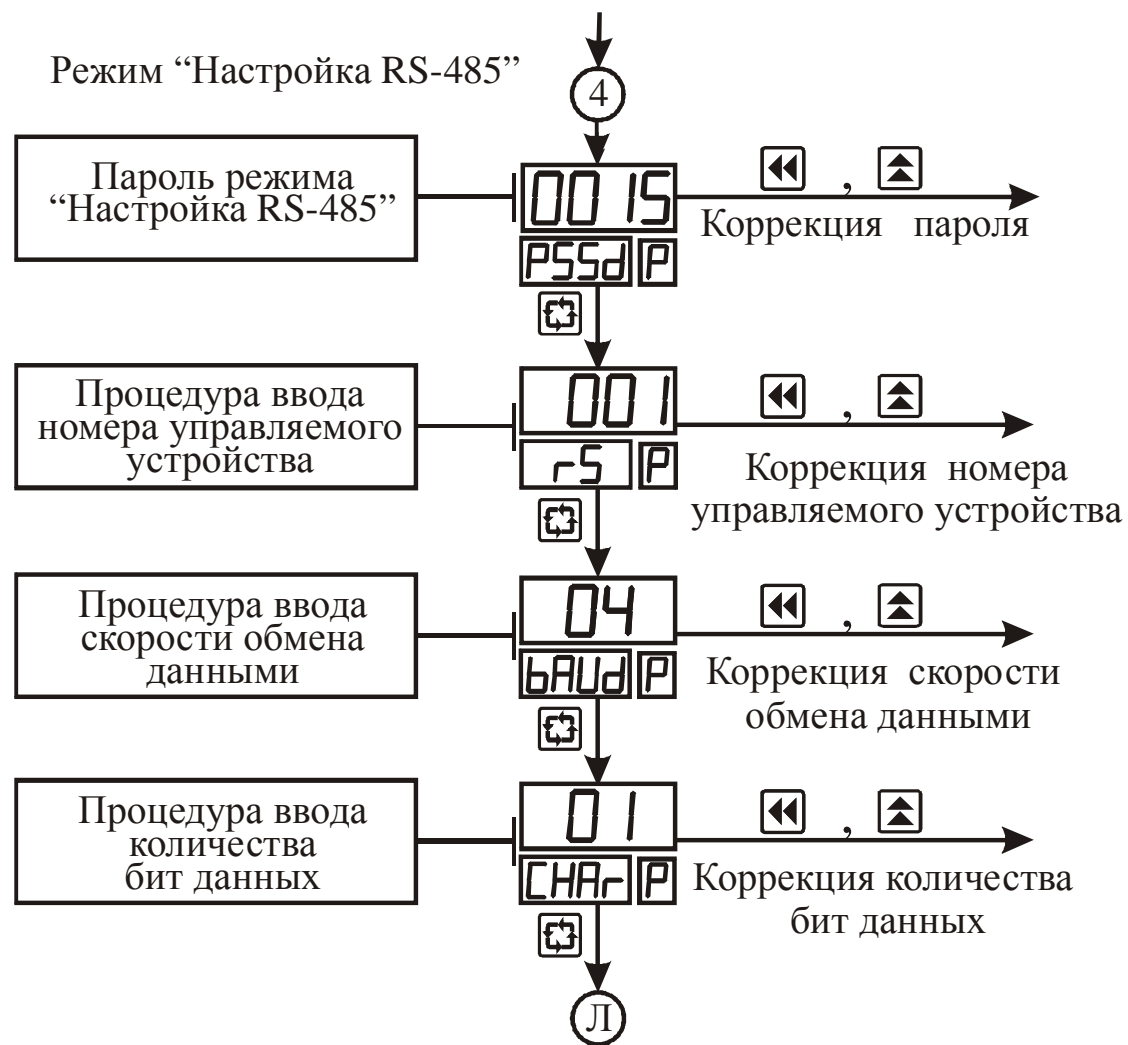 Режим “Настройка RS-485”
4
Пароль режима
“Настройка RS-485”
0015
PSSd P
,
Коррекция пароля
Процедура ввода
номера управляемого
устройства
001
rS P
,
Коррекция номера
управляемого устройства
Процедура ввода
скорости обмена
данными
04
bAUd P
,
Коррекция скорости
обмена данными
Процедура ввода
количества
бит данных
01
CHAr P
,
Коррекция количества
бит данных
Л